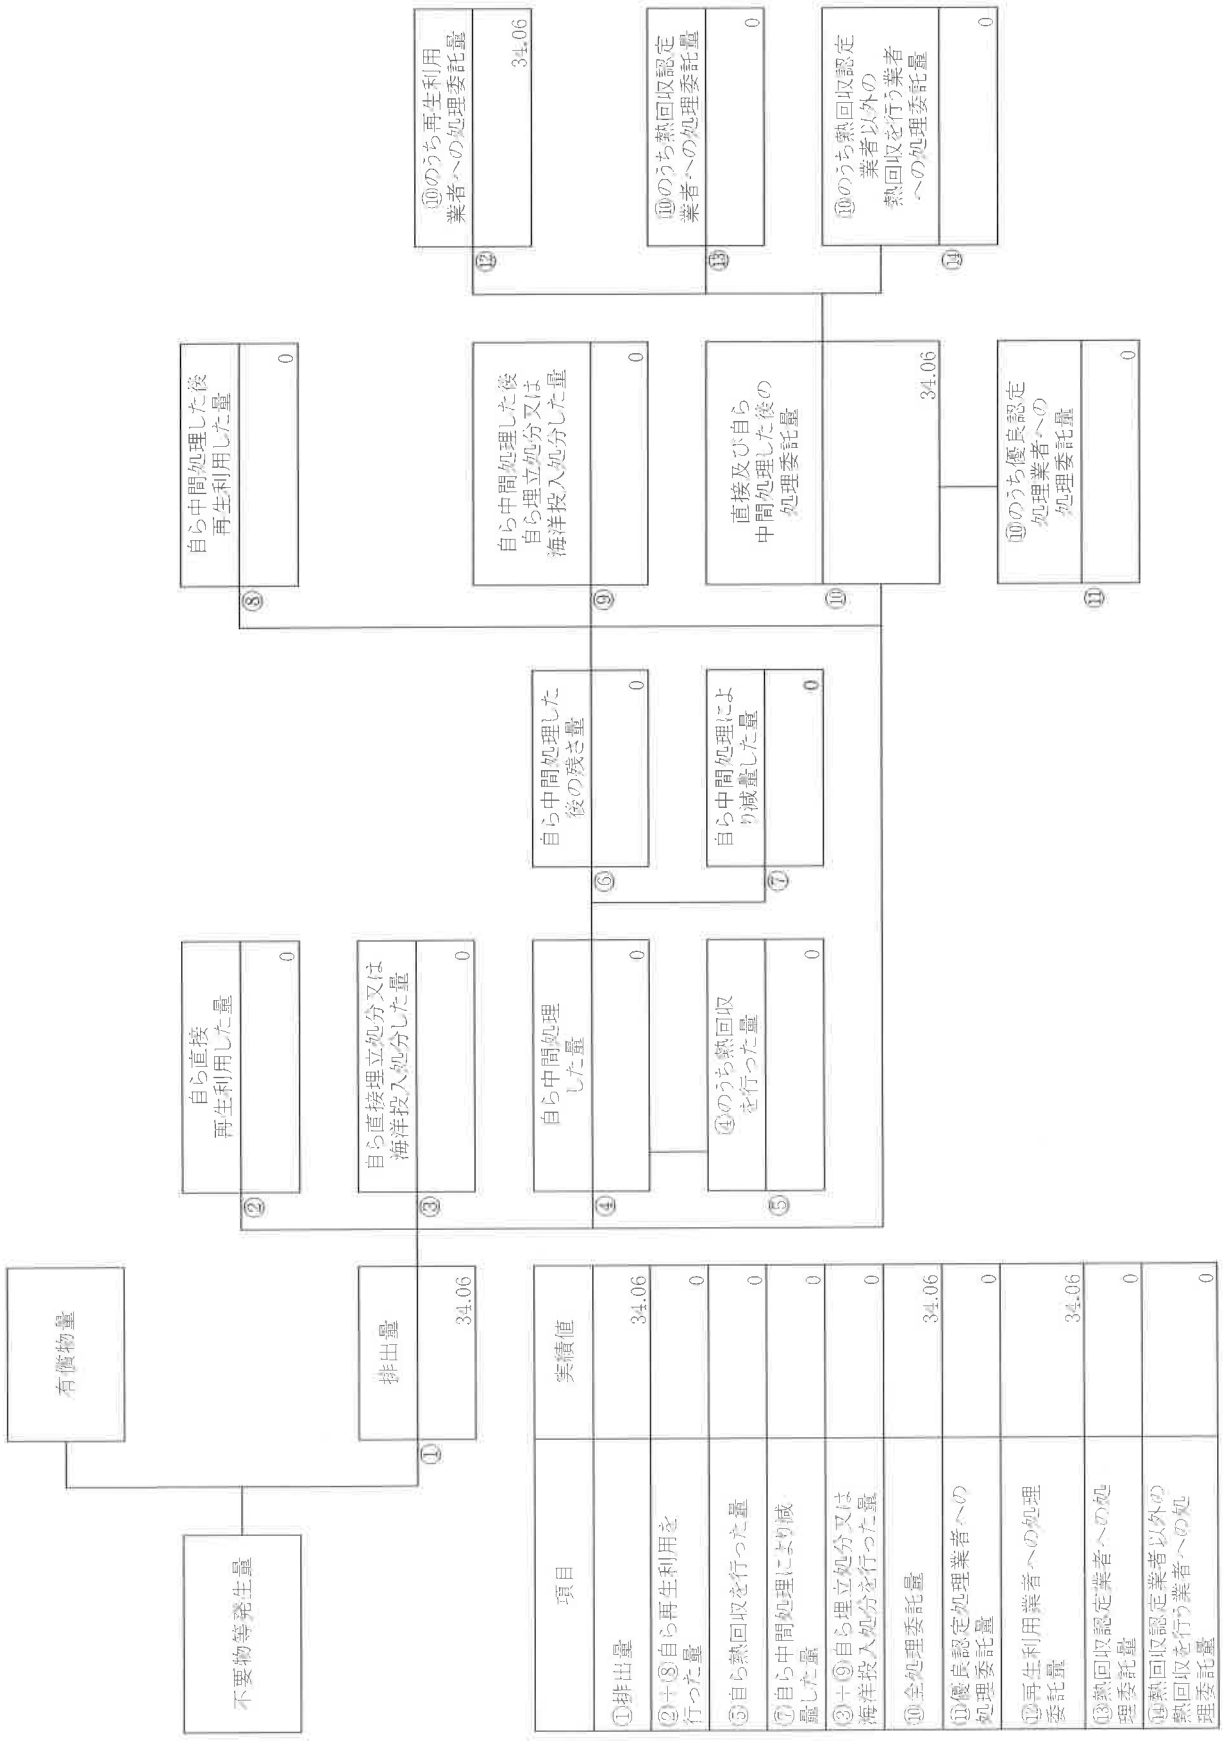 不要物等発生量
有償物量
①
排出量
34.06
②
自ら直接
再生利用した量
0
③
自ら直接埋立処分又は
海洋投入処分した量
0
④
自ら中間処理
した量
0
⑤
④のうち熱回収
を行った量
0
⑥
自ら中間処理した
後の残さ量
0
⑦
自ら中間処理によ
り減量した量
0
⑧
自ら中間処理した後
再生利用した量
0
⑨
自ら中間処理した後
自ら埋立処分又は
海洋投入処分した量
0
⑩
直接及び自ら
中間処理した後の
処理委託量
34.06
⑪
⑩のうち優良認定
処理業者への
処理委託量
0
⑫
⑩のうち再生利用
業者への処理委託量
34.06
⑬
⑩のうち熱回収認定
業者への処理委託量
0
⑭
⑩のうち熱回収認定
業者以外の
熱回収を行う業者
への処理委託量
0
項目
実績値
①排出量
34.06
②+⑧自ら再生利用を
行った量
0
⑤自ら熱回収を行った量
0
⑦自ら中間処理により減
量した量
0
③+⑨自ら埋立処分又は
海洋投入処分を行った量
0
⑩全処理委託量
34.06
⑪優良認定処理業者への
処理委託量
0
⑫再生利用業者への処理
委託量
34.06
⑬熱回収認定業者への処
理委託量
0
⑭熱回収認定業者以外の
熱回収を行う業者への処
理委託量
0